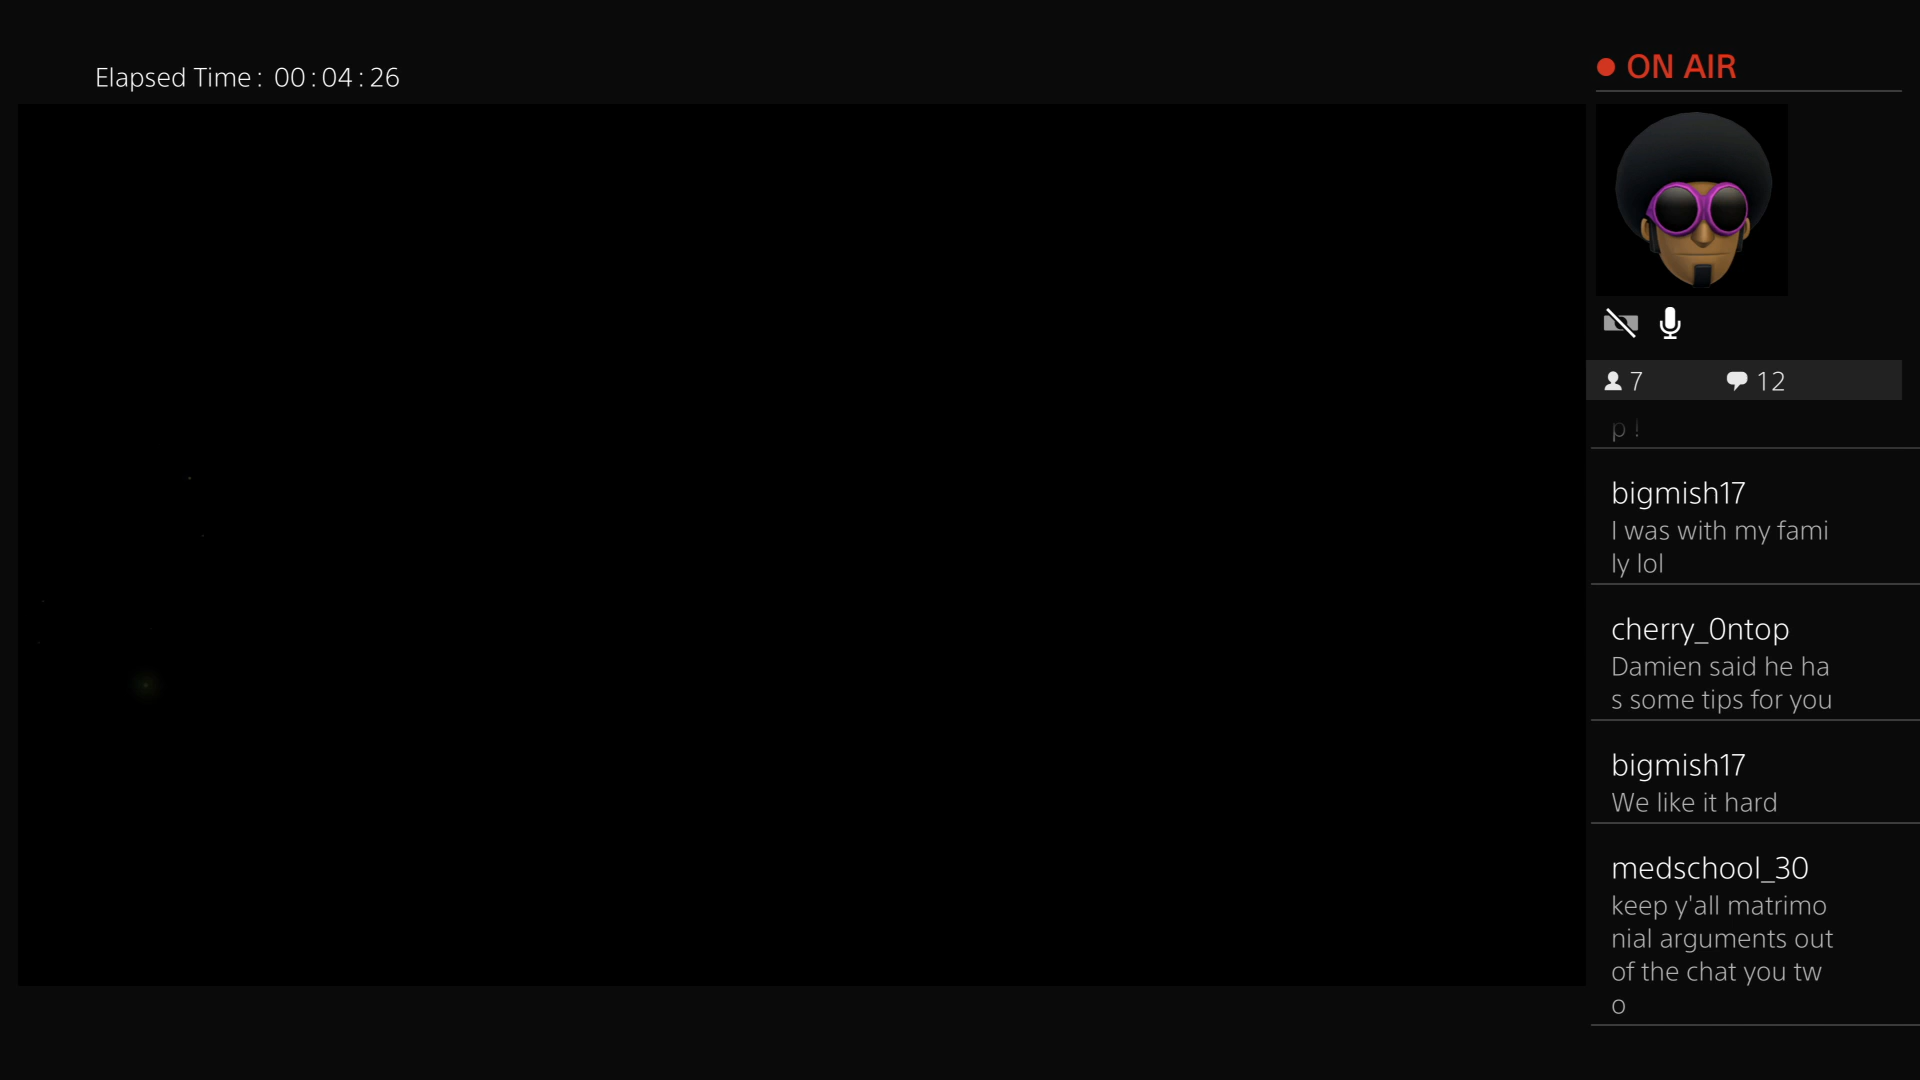 Elapsed Time: 00:04:26
ON AIR
7 12
p!
bigmish17
I was with my fami
ly lol
cherry_0ntop
Damien said he ha
s some tips for you
bigmish17
We like it hard
medschool_30
keep y'all matrimo
nial arguments out
of the chat you tw
o